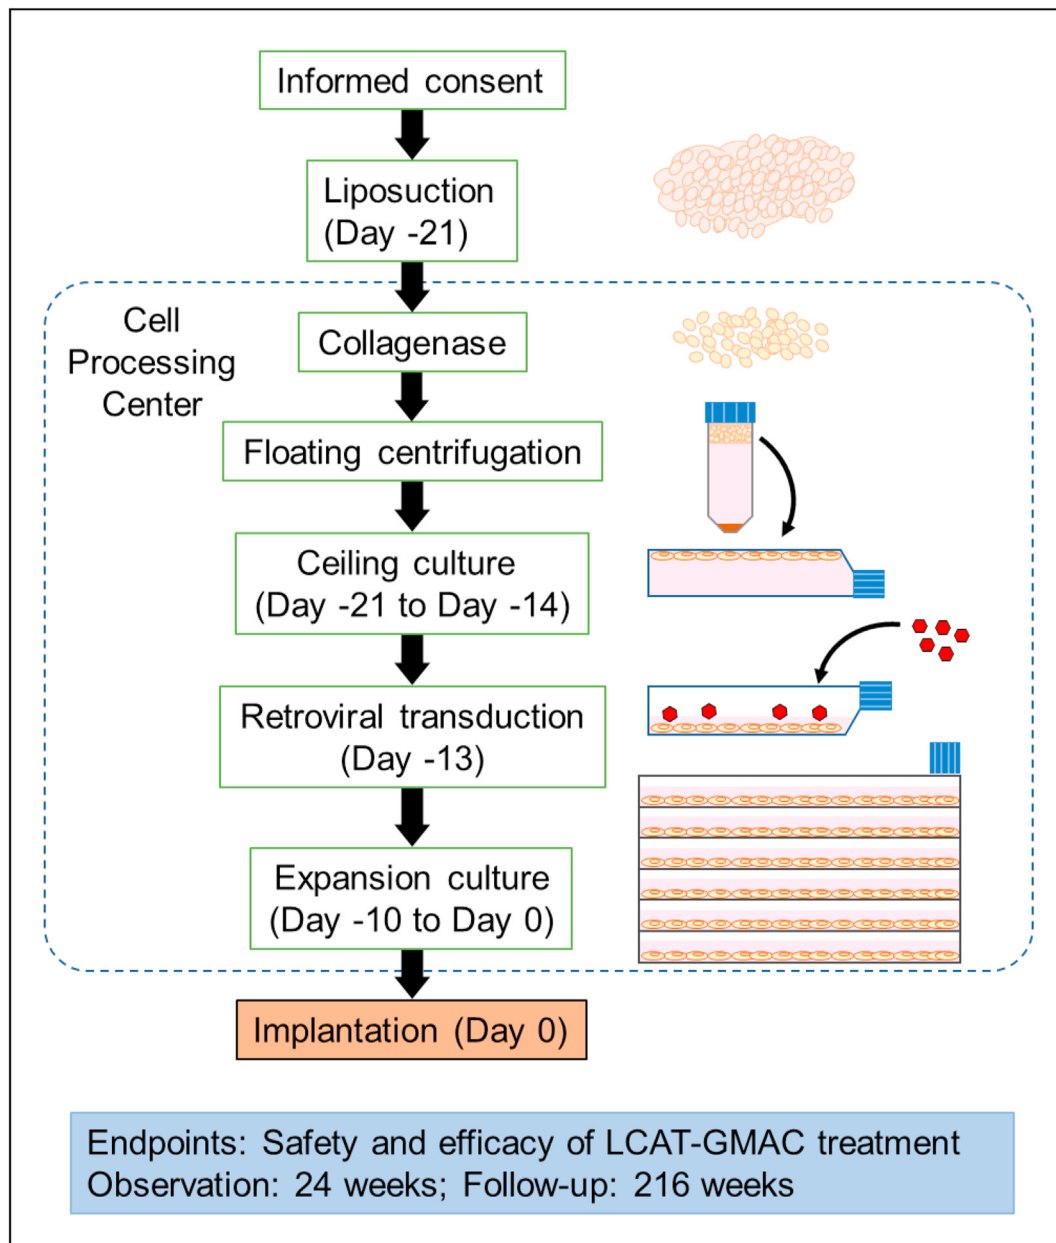 Informed consent
Liposuction
(Day -21)
Cell
Processing
Center
Collagenase
Floating centrifugation
Ceiling culture
(Day -21 to Day -14)
Retroviral transduction
(Day -13)
Expansion culture
(Day -10 to Day 0)
Implantation (Day 0)
Endpoints: Safety and efficacy of LCAT-GMAC treatment
Observation: 24 weeks; Follow-up: 216 weeks